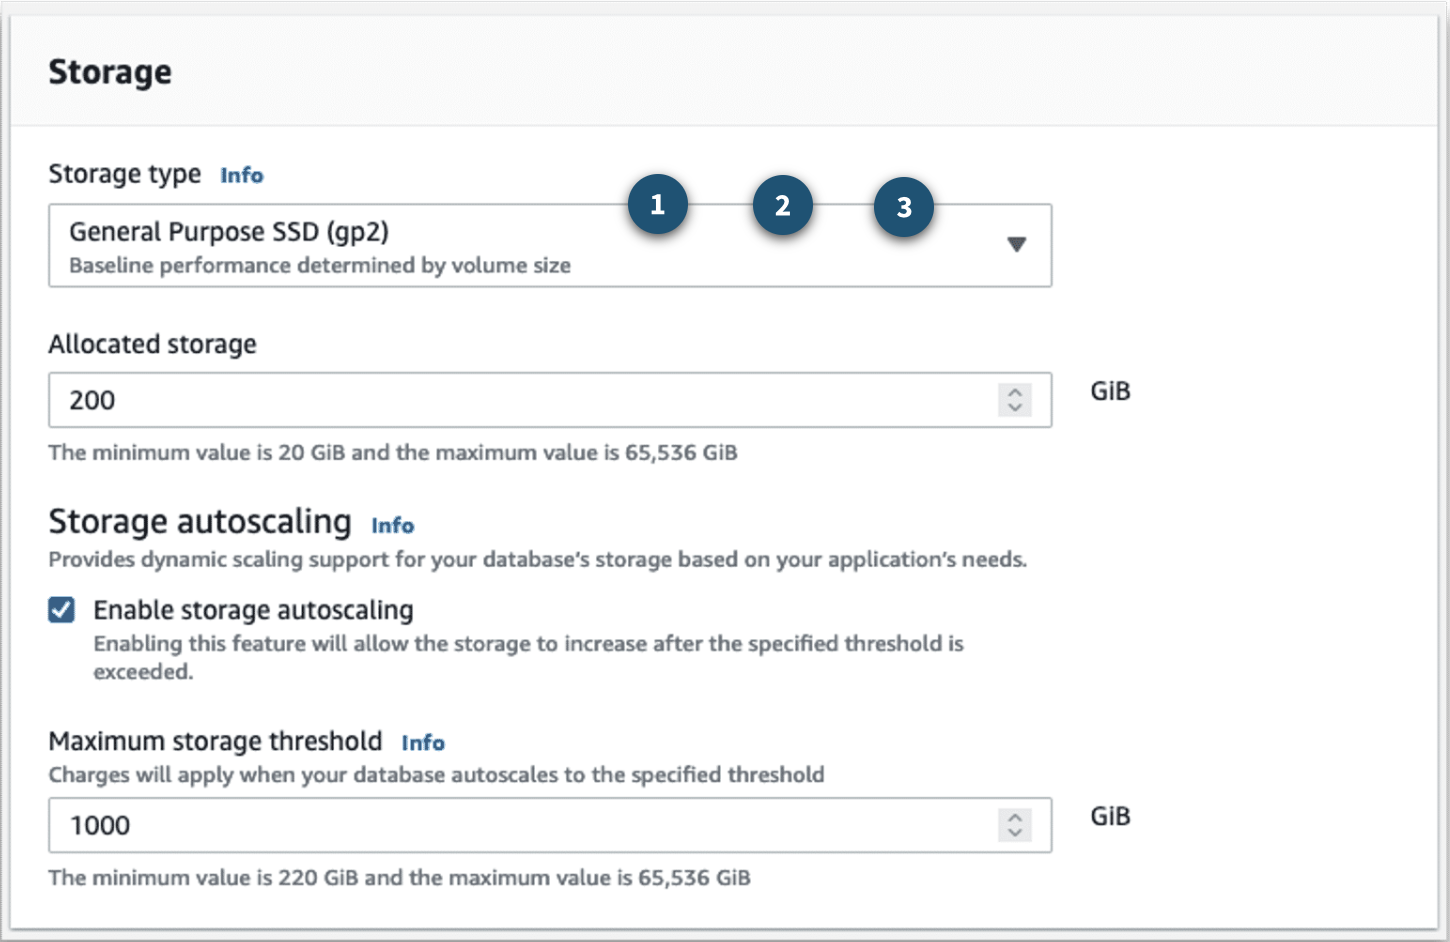 Storage
Storage type Info
1 2 3
General Purpose SSD (gp2)
Baseline performance determined by volume size
Allocated storage
200 GiB
The minimum value is 20 GiB and the maximum value is 65,536 GiB
Storage autoscaling Info
Provides dynamic scaling support for your database's storage based on your application's needs.
Enable storage autoscaling
Enabling this feature will allow the storage to increase after the specified threshold is
exceeded.
Maximum storage threshold Info
Charges will apply when your database autoscales to the specified threshold
1000 GiB
The minimum value is 220 GiB and the maximum value is 65,536 GiB